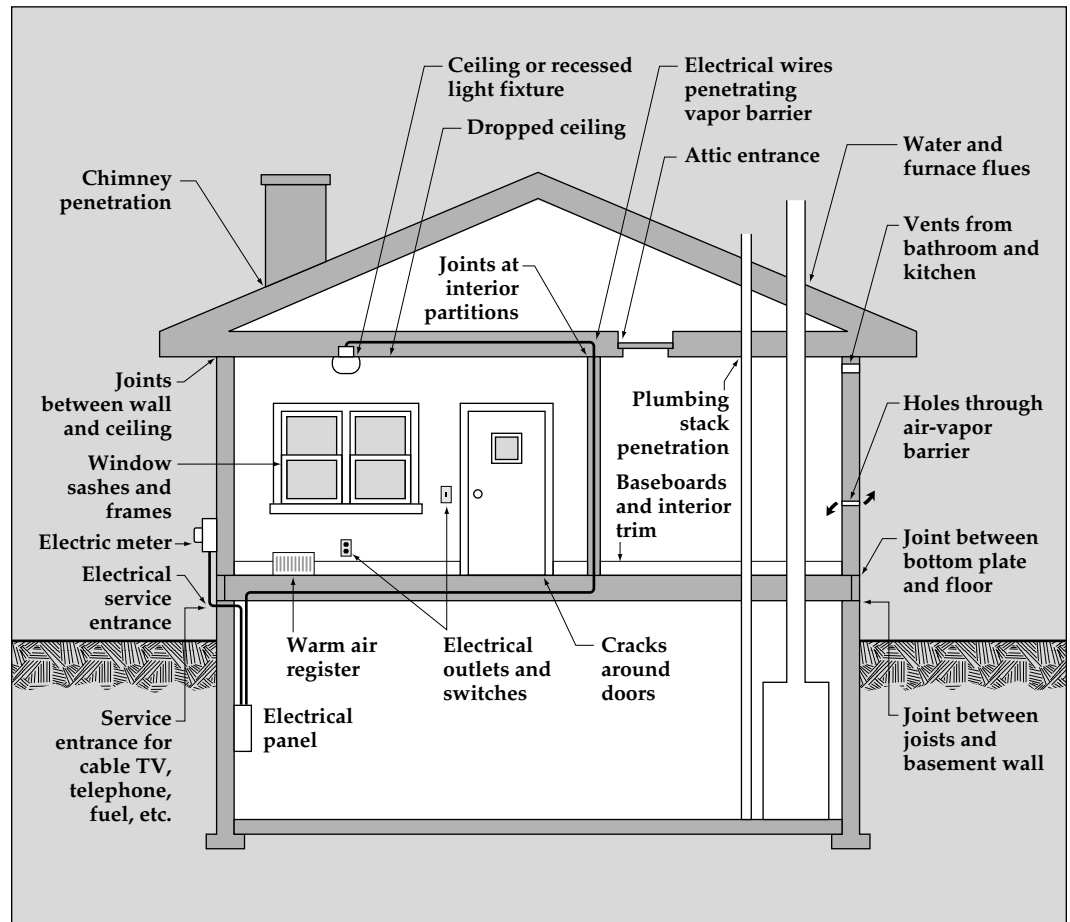 Ceiling or recessed
light fixture
Electrical wires
penetrating
vapor barrier
Dropped ceiling
Attic entrance
Water and
furnace flues
Chimney
penetration
Vents from
bathroom and
kitchen
Joints at
interior
partitions
Joints
between wall
and ceiling
Plumbing
stack
penetration
Holes through
air-vapor
barrier
Window
sashes and
frames
Baseboards
and interior
trim
Electric meter
Joint between
bottom plate
and floor
Electrical
service
entrance
Warm air
register
Electrical
outlets and
switches
Cracks
around
doors
Service
entrance for
cable TV,
telephone,
fuel, etc.
Electrical
panel
Joint between
joists and
basement wall